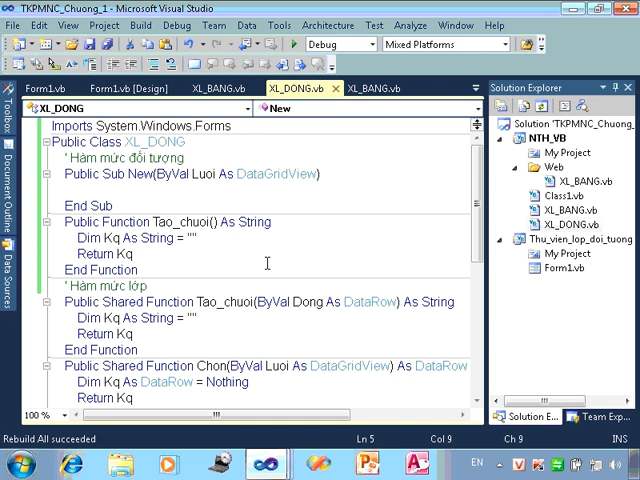 TKPMNC_Chuong_1 - Microsoft Visual Studio
File Edit View Project Build Debug Team Data Tools Architecture Test Analyze Window Help
Debug Mixed Platforms
Form1.vb Form1.vb [Design] XL_BANG.vb XL_DONG.vb XL_BANG.vb
XL_DONG New
Toolbox
Document Outline
Data Sources
Imports System.Windows.Forms
Public Class XL_DONG
' Hàm mức đối tượng
Public Sub New(ByVal Luoi As DataGridView)
End Sub
Public Function Tao_chuoi() As String
Dim Kq As String = ""
Return Kq
End Function
' Hàm mức lớp
Public Shared Function Tao_chuoi(ByVal Dong As DataRow) As String
Dim Kq As String = ""
Return Kq
End Function
Public Shared Function Chon(ByVal Luoi As DataGridView) As DataRow
Dim Kq As DataRow = Nothing
Return Kq
100 %
Solution Explorer
Solution 'TKPMNC_Chuong_
NTH_VB
My Project
Web
XL_BANG.vb
Class1.vb
XL_BANG.vb
XL_DONG.vb
Thu_vien_lop_doi_tuong
My Project
Form1.vb
Solution E... Team Exp...
Rebuild All succeeded Ln 5 Col 9 Ch 9 INS
EN